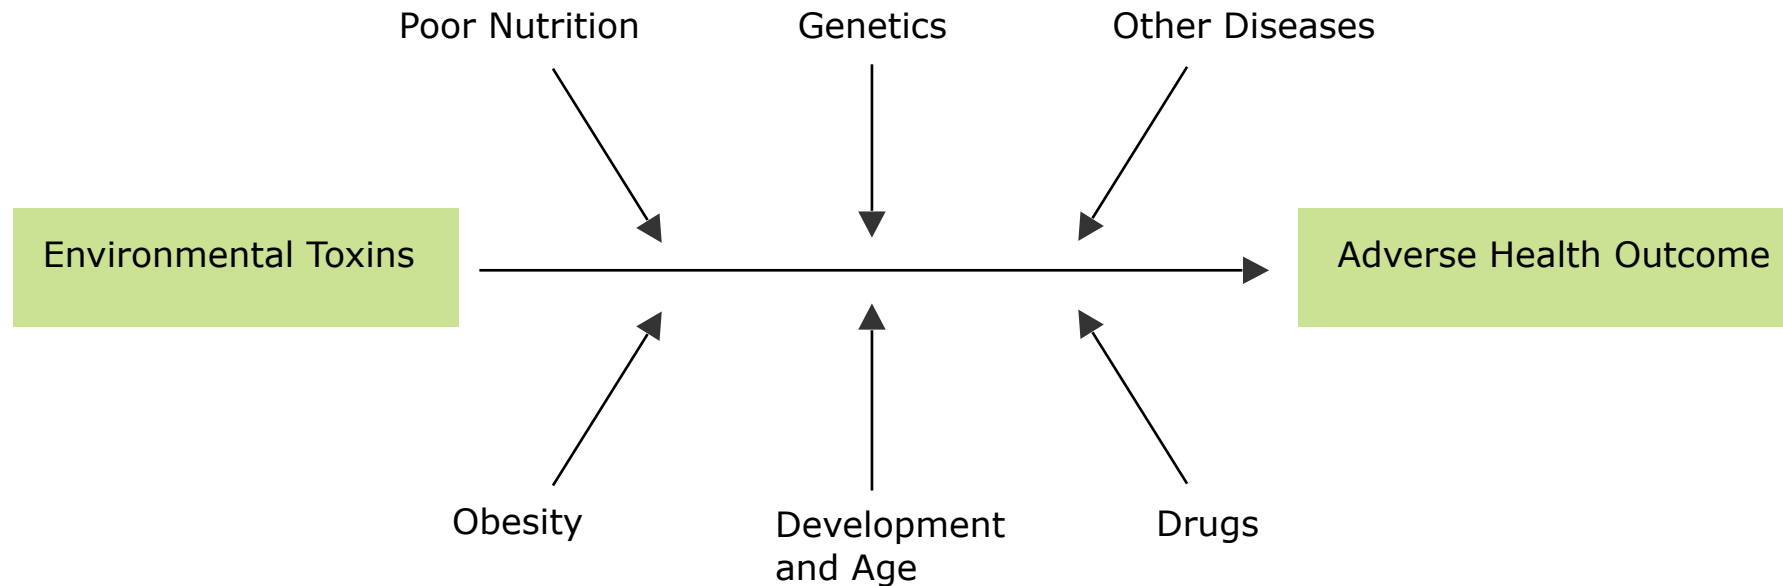 Poor Nutrition
Genetics
Other Diseases
Environmental Toxins
Adverse Health Outcome
Obesity
Development
and Age
Drugs